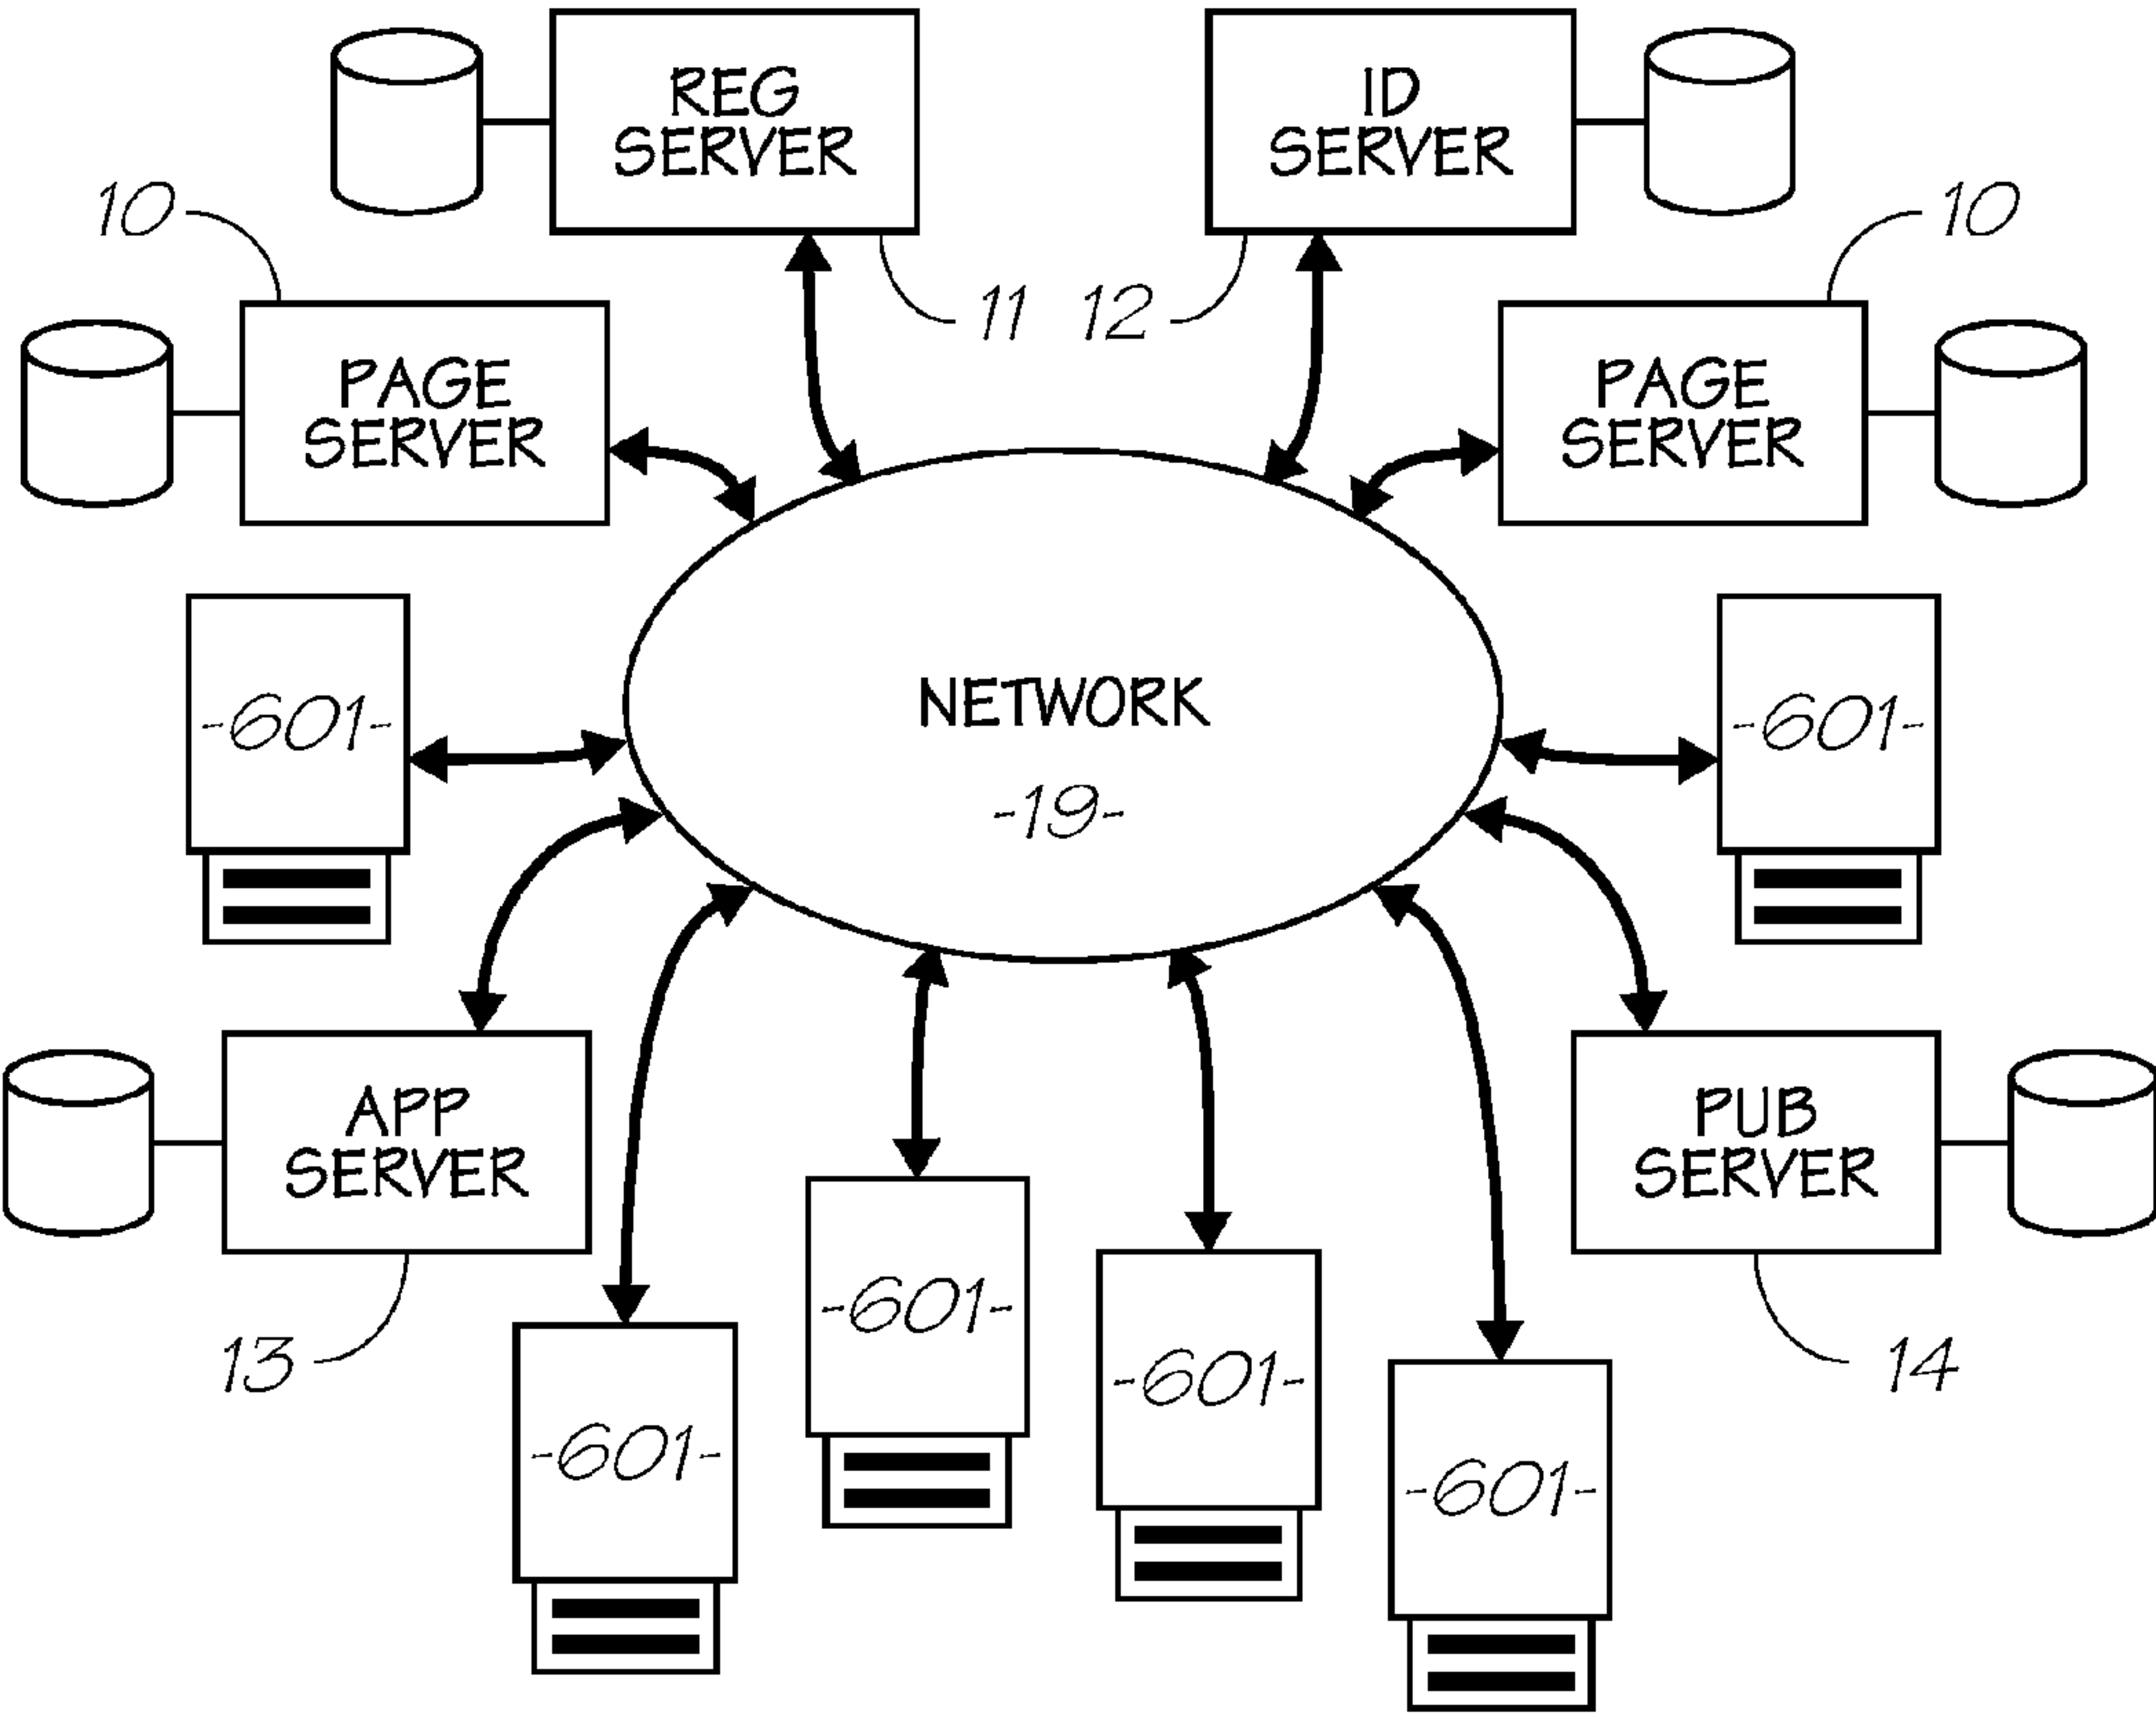 REG
SERVER
ID
SERVER
10
10
11
12
PAGE
SERVER
PAGE
SERVER
-601-
NETWORK
-19-
-601-
APP
SERVER
PUB
SERVER
-601-
-601-
13
14
-601-
-601-